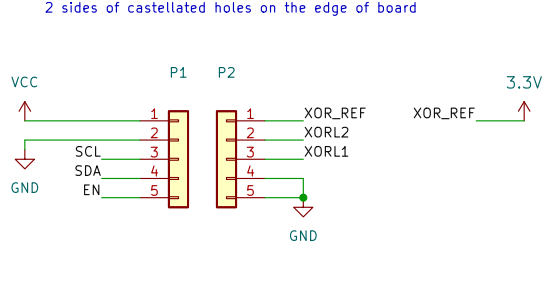 2 sides of castellated holes on the edge of board
P1 P2
VCC 3.3V
1 1 XOR_REF XOR_REF
2 2 XORL2
SCL 3 3 XORL1
SDA 4 4
GND EN 5 5
GND